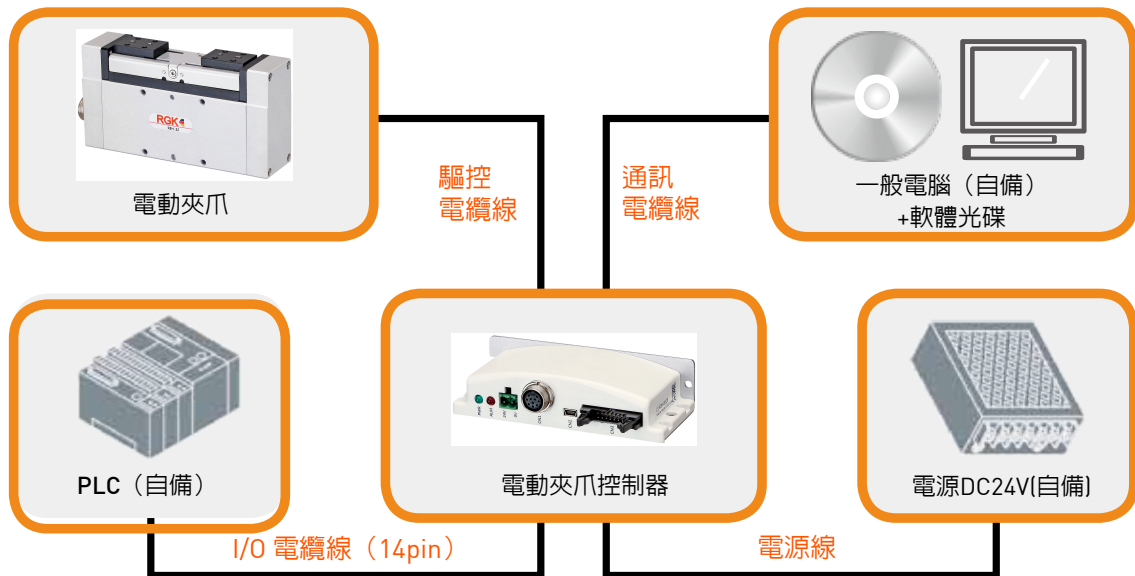 RGK
電動夾爪
驅控
電纜線
通訊
電纜線
一般電腦（自備）
+軟體光碟
PLC（自備）
電動夾爪控制器
電源DC24V(自備)
I/O 電纜線（14pin）
電源線